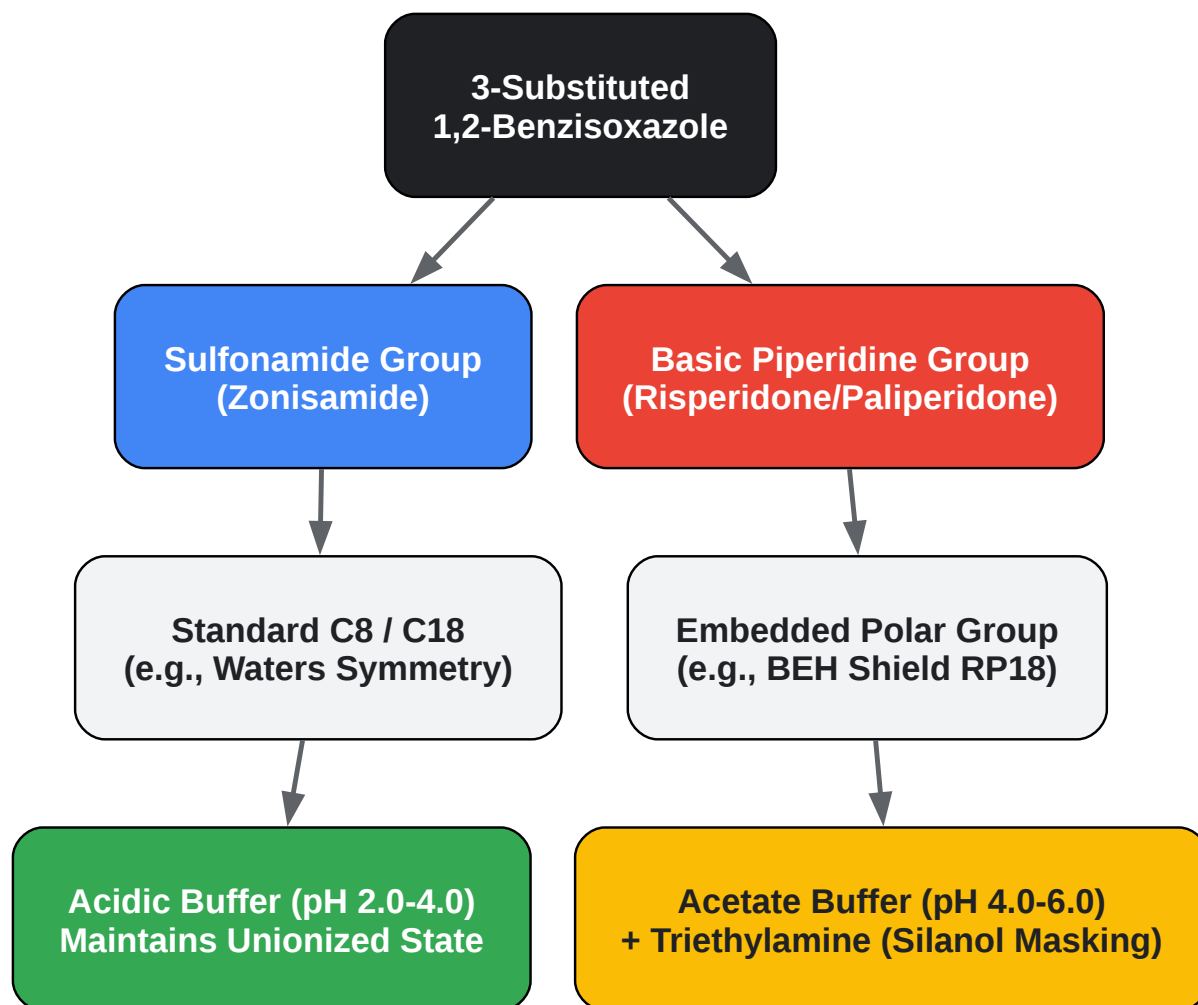 3-Substituted
1,2-Benzisoxazole
Sulfonamide Group
(Zonisamide)
Basic Piperidine Group
(Risperidone/Paliperidone)
Standard C8 / C18
(e.g., Waters Symmetry)
Embedded Polar Group
(e.g., BEH Shield RP18)
Acidic Buffer (pH 2.0-4.0)
Maintains Unionized State
Acetate Buffer (pH 4.0-6.0)
+ Triethylamine (Silanol Masking)